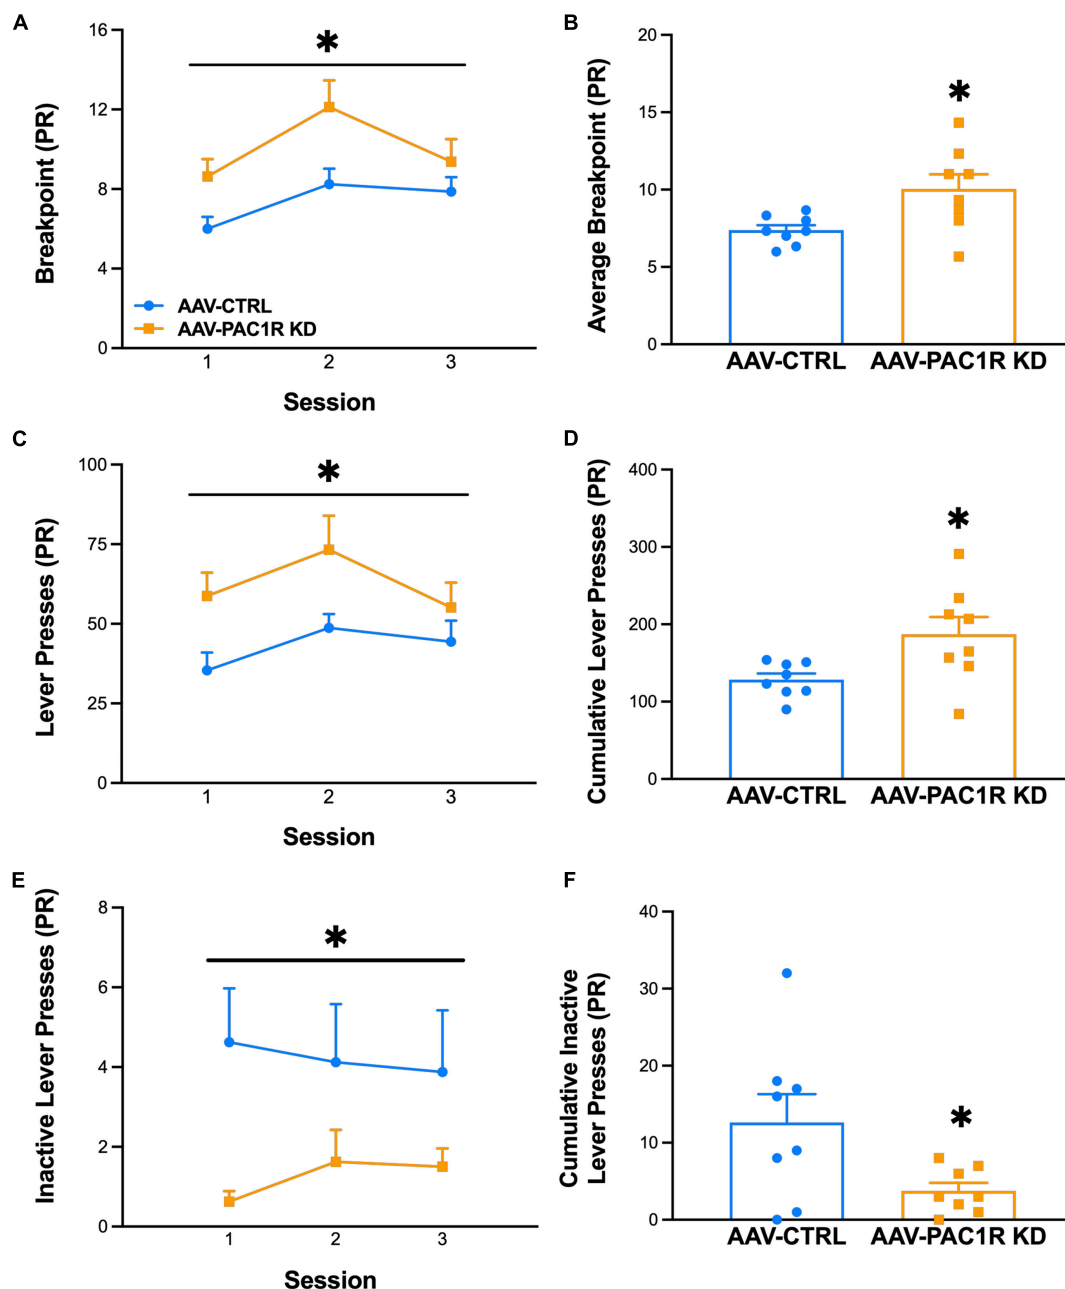 A
Breakpoint (PR)
16
12
8
4
0
*
AAV-CTRL
AAV-PAC1R KD
1 2 3
Session
B
Average Breakpoint (PR)
20
15
10
5
0
*
AAV-CTRL AAV-PAC1R KD
C
Lever Presses (PR)
100
75
50
25
0
*
1 2 3
Session
D
Cumulative Lever Presses (PR)
400
300
200
100
0
*
AAV-CTRL AAV-PAC1R KD
E
Inactive Lever Presses (PR)
8
6
4
2
0
*
1 2 3
Session
F
Cumulative Inactive
Lever Presses (PR)
40
30
20
10
0
*
AAV-CTRL AAV-PAC1R KD